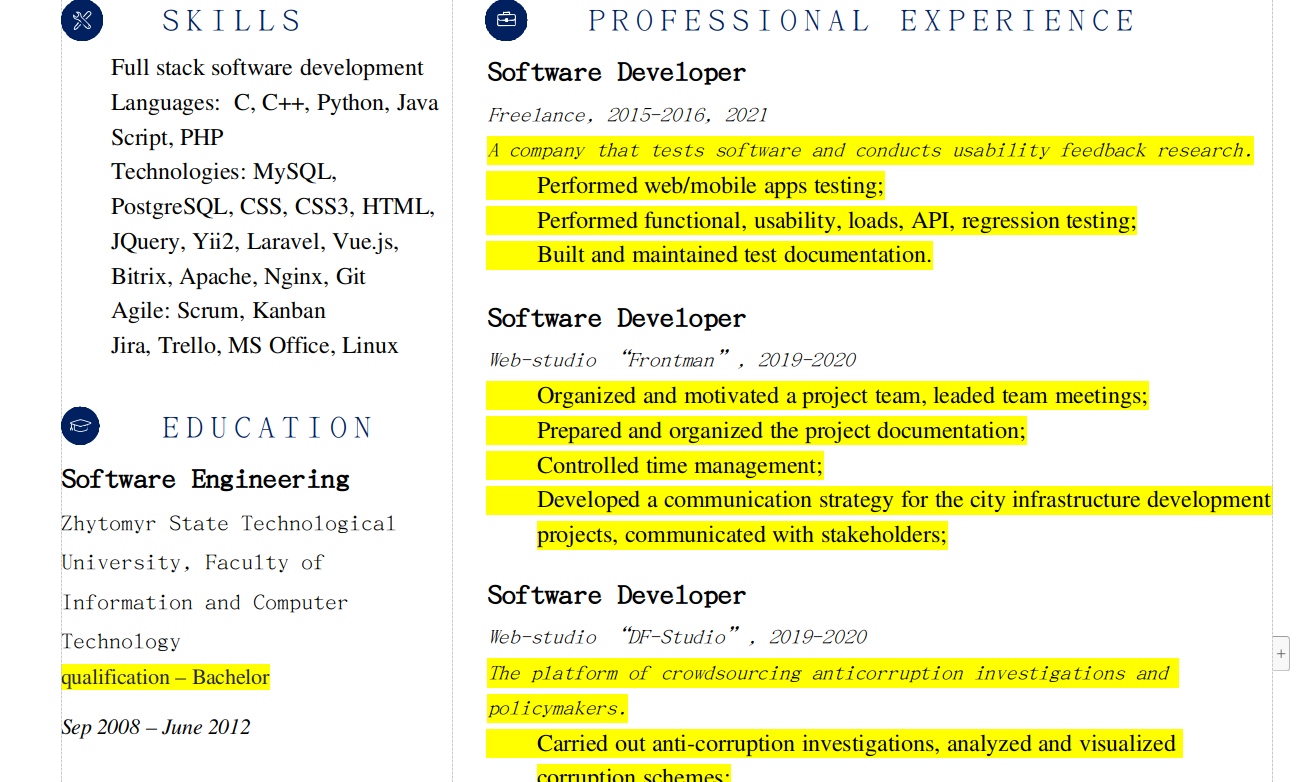 SKILLS
Full stack software development
Languages:  C, C++, Python, Java
Script, PHP
Technologies: MySQL,
PostgreSQL, CSS, CSS3, HTML,
JQuery, Yii2, Laravel, Vue.js,
Bitrix, Apache, Nginx, Git
Agile: Scrum, Kanban
Jira, Trello, MS Office, Linux
EDUCATION
Software Engineering
Zhytomyr State Technological
University, Faculty of
Information and Computer
Technology
qualification – Bachelor
Sep 2008 – June 2012
PROFESSIONAL EXPERIENCE
Software Developer
Freelance, 2015-2016, 2021
A company that tests software and conducts usability feedback research.
Performed web/mobile apps testing;
Performed functional, usability, loads, API, regression testing;
Built and maintained test documentation.
Software Developer
Web-studio “Frontman”, 2019-2020
Organized and motivated a project team, leaded team meetings;
Prepared and organized the project documentation;
Controlled time management;
Developed a communication strategy for the city infrastructure development
projects, communicated with stakeholders;
Software Developer
Web-studio “DF-Studio”, 2019-2020
The platform of crowdsourcing anticorruption investigations and
policymakers.
Carried out anti-corruption investigations, analyzed and visualized
corruption schemes;